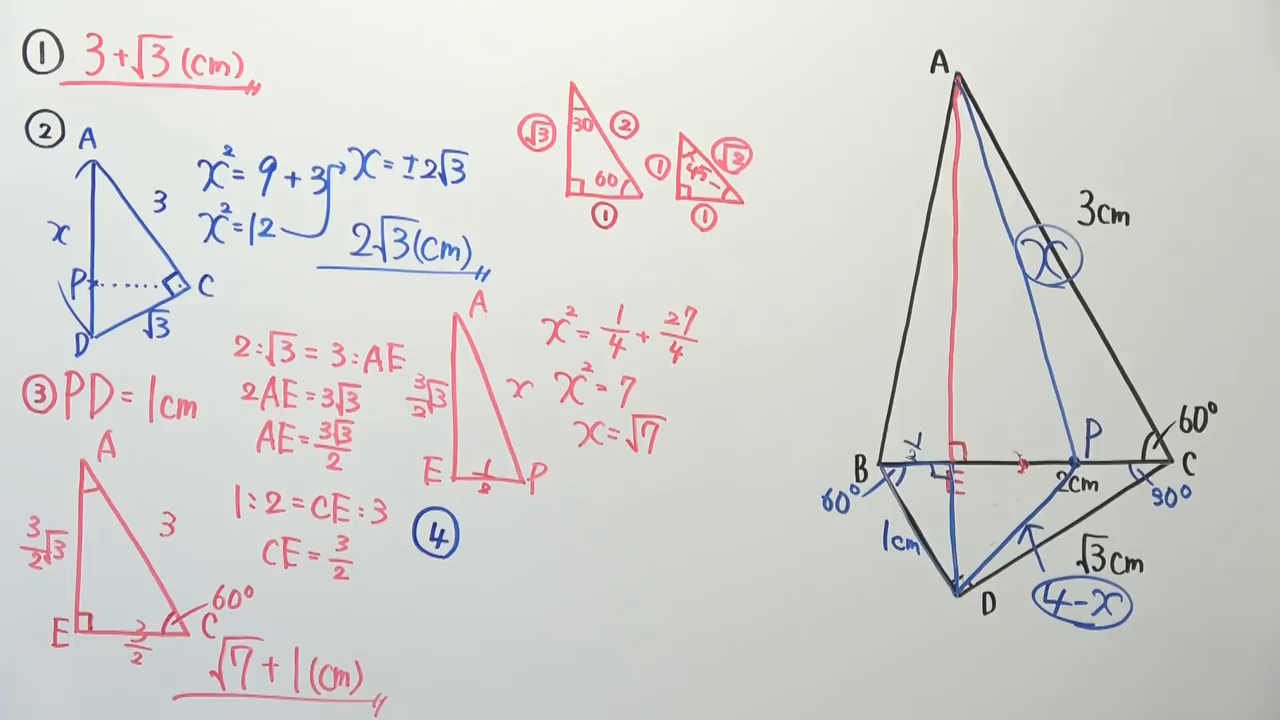 ① 3+√3(cm)
②
A
3
x
P
C
√3
D
x²=9+3
x²=12
x=±2√3
2√3(cm)
√3
30
2
60
1
1
45
√2
1
③ PD=1cm
A
3/2√3
3
60°
E
3/2
C
2:√3=3:AE
2AE=3√3
AE=3√3/2
1:2=CE:3
CE=3/2
√7+1(cm)
A
3/2√3
x
E
1/2
P
x²=1/4+27/4
x²=7
x=√7
④
A
3cm
x
60°
P
B
1/2
E
2cm
C
60°
30°
1cm
√3cm
D
4-x